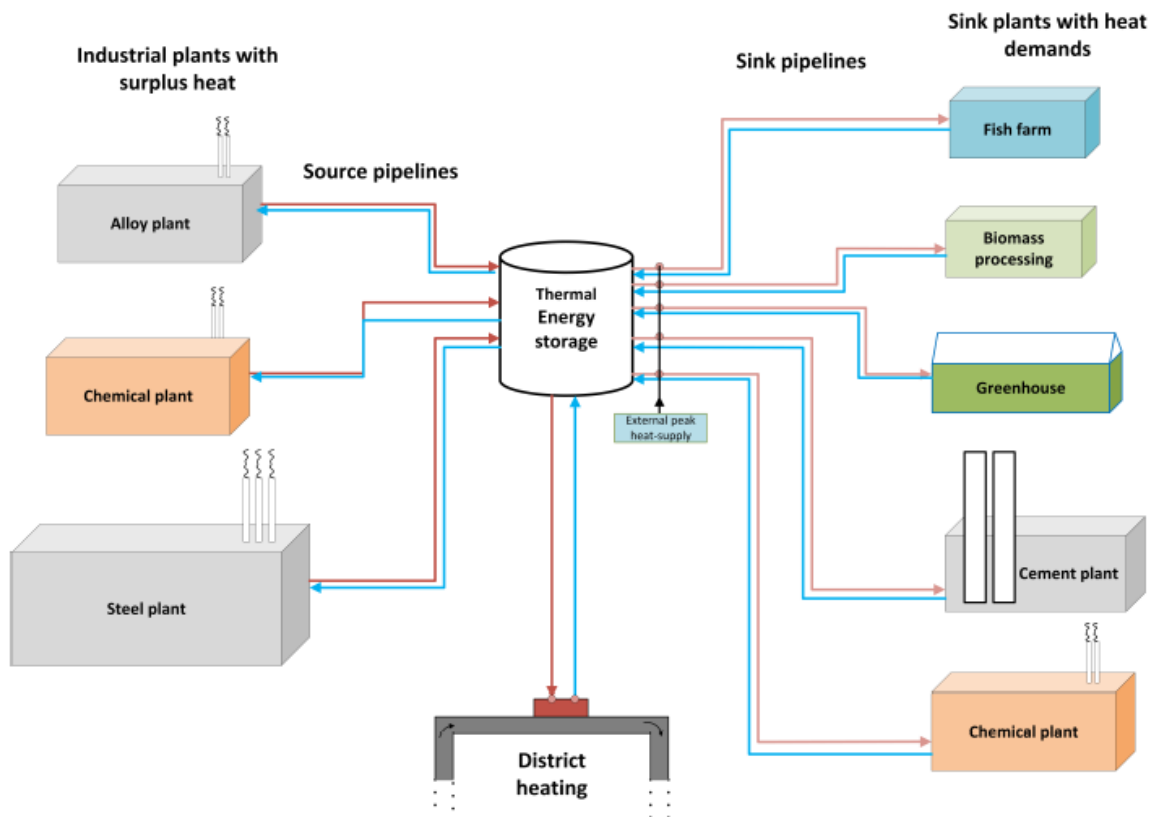 Industrial plants with
surplus heat
Source pipelines
Sink pipelines
Sink plants with heat
demands
Alloy plant
Chemical plant
Steel plant
Thermal
Energy
storage
External peak
heat-supply
District
heating
Fish farm
Biomass
processing
Greenhouse
Cement plant
Chemical plant